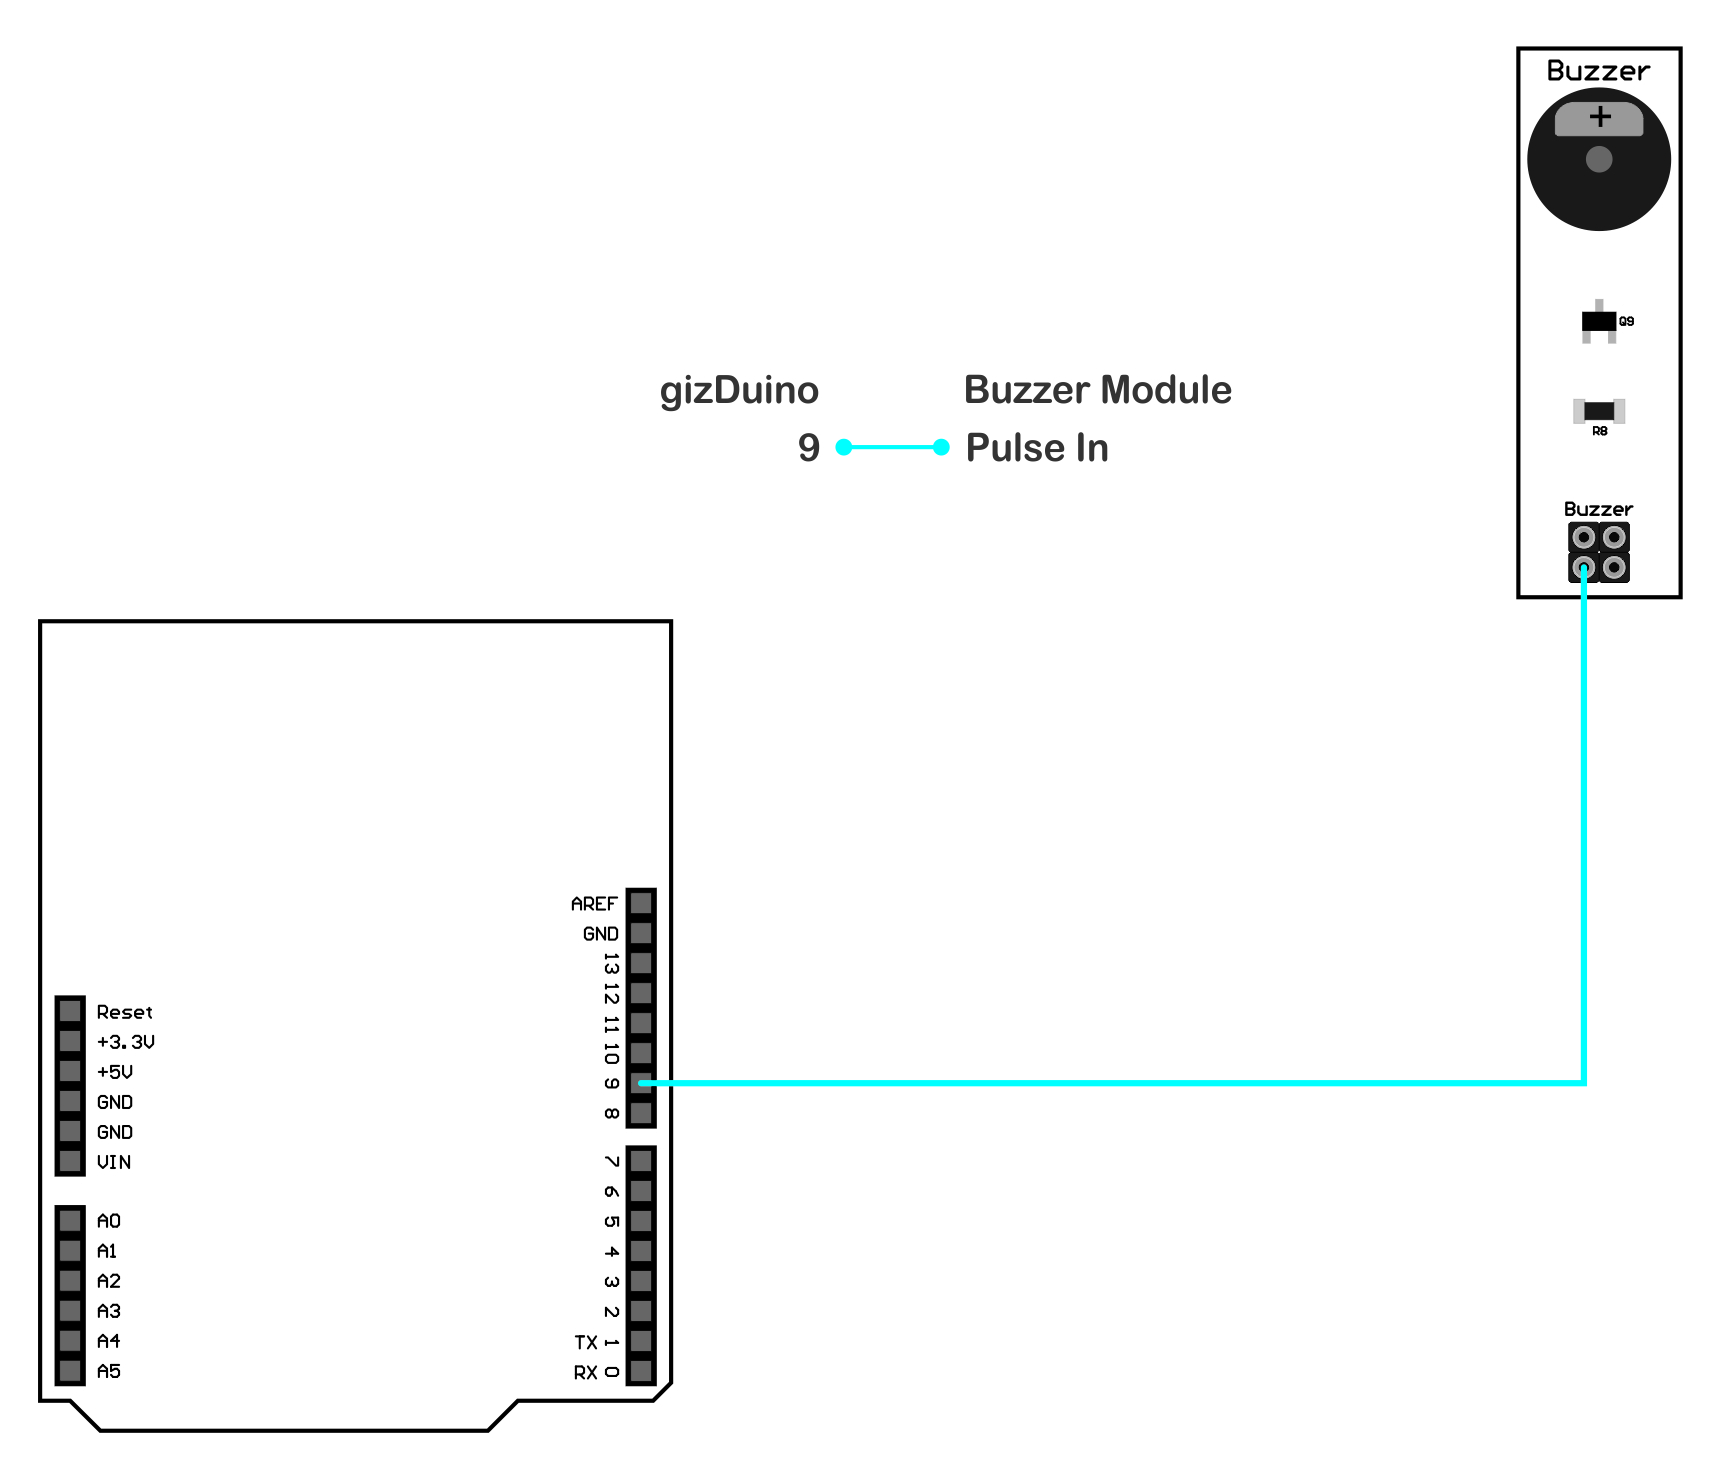 Buzzer
+
Q9
R8
Buzzer
gizDuino Buzzer Module
9 Pulse In
AREF
GND
13
12
11
10
9
8
7
6
5
4
3
2
TX 1
RX 0
Reset
+3.3V
+5V
GND
GND
VIN
A0
A1
A2
A3
A4
A5